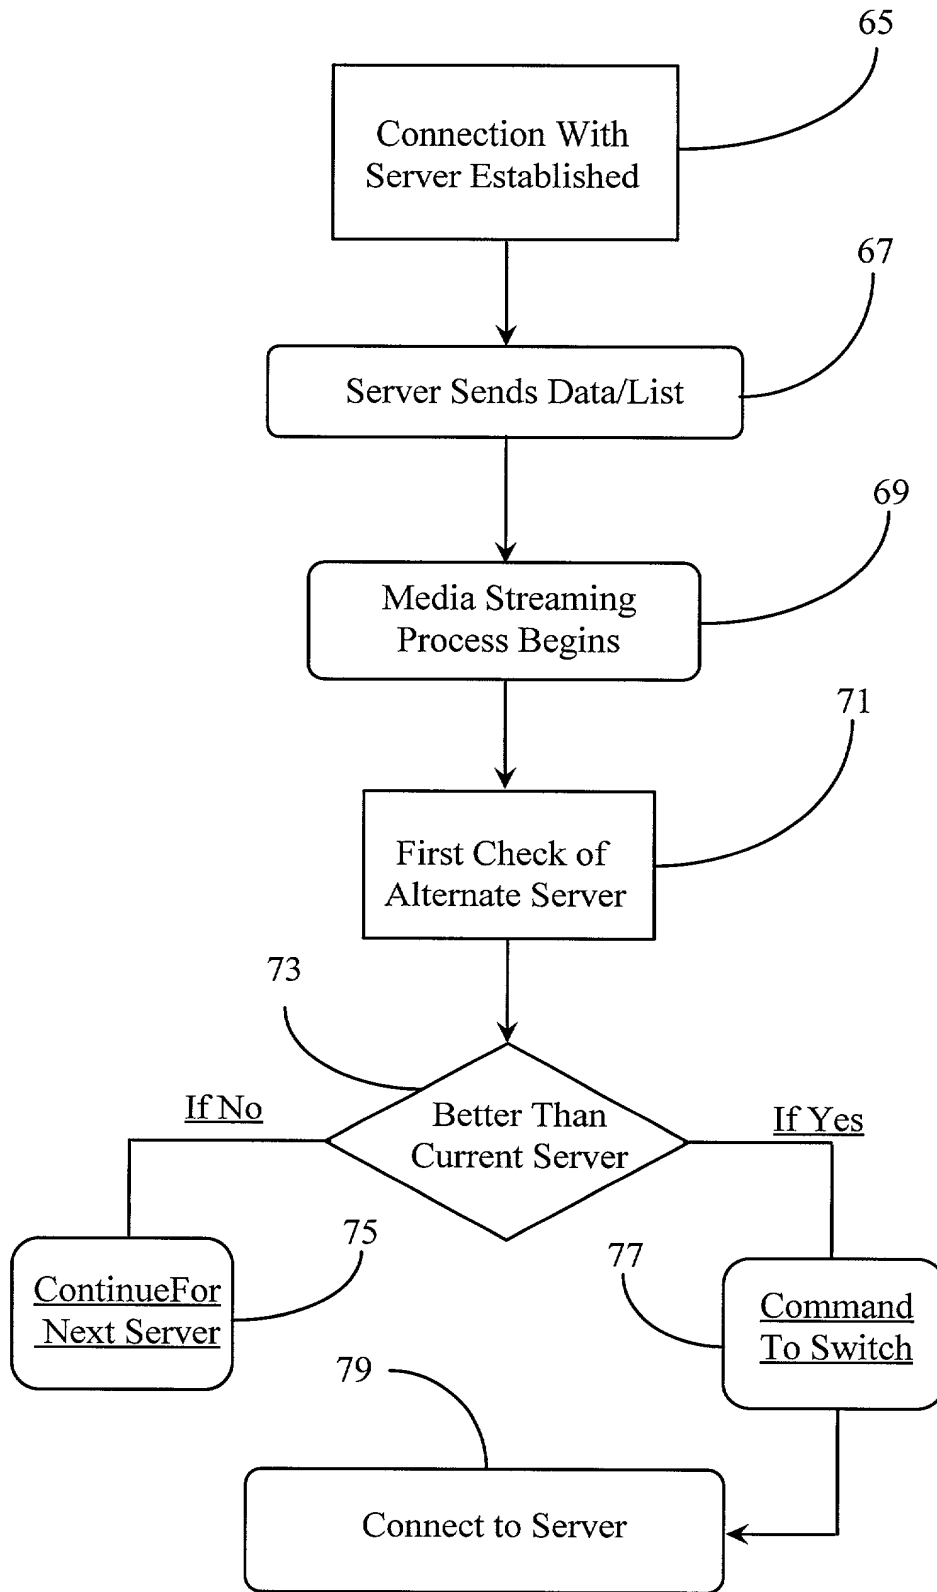 65
Connection With
Server Established
67
Server Sends Data/List
69
Media Streaming
Process Begins
71
First Check of
Alternate Server
73
If No
Better Than
Current Server
If Yes
75
ContinueFor
Next Server
77
Command
To Switch
79
Connect to Server